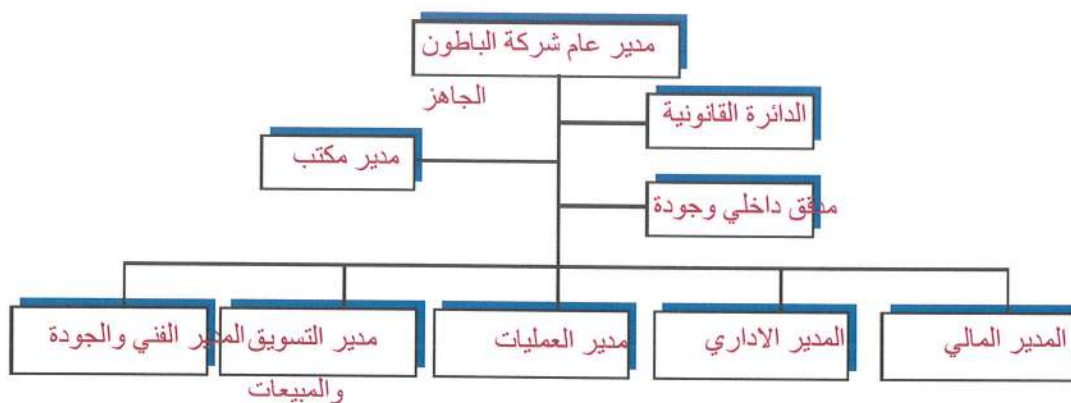 مدير عام شركة الباطون
الجاهز
الدائرة القانونية
مدير مكتب
مدقق داخلي وجودة
المدير المالي
المدير الاداري
مدير العمليات
مدير التسويق
والمبيعات
المدير الفني والجودة